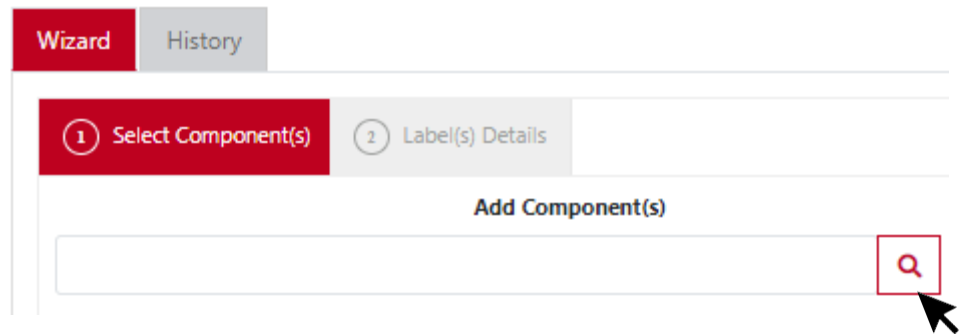 Wizard History
1 Select Component(s) 2 Label(s) Details
Add Component(s)